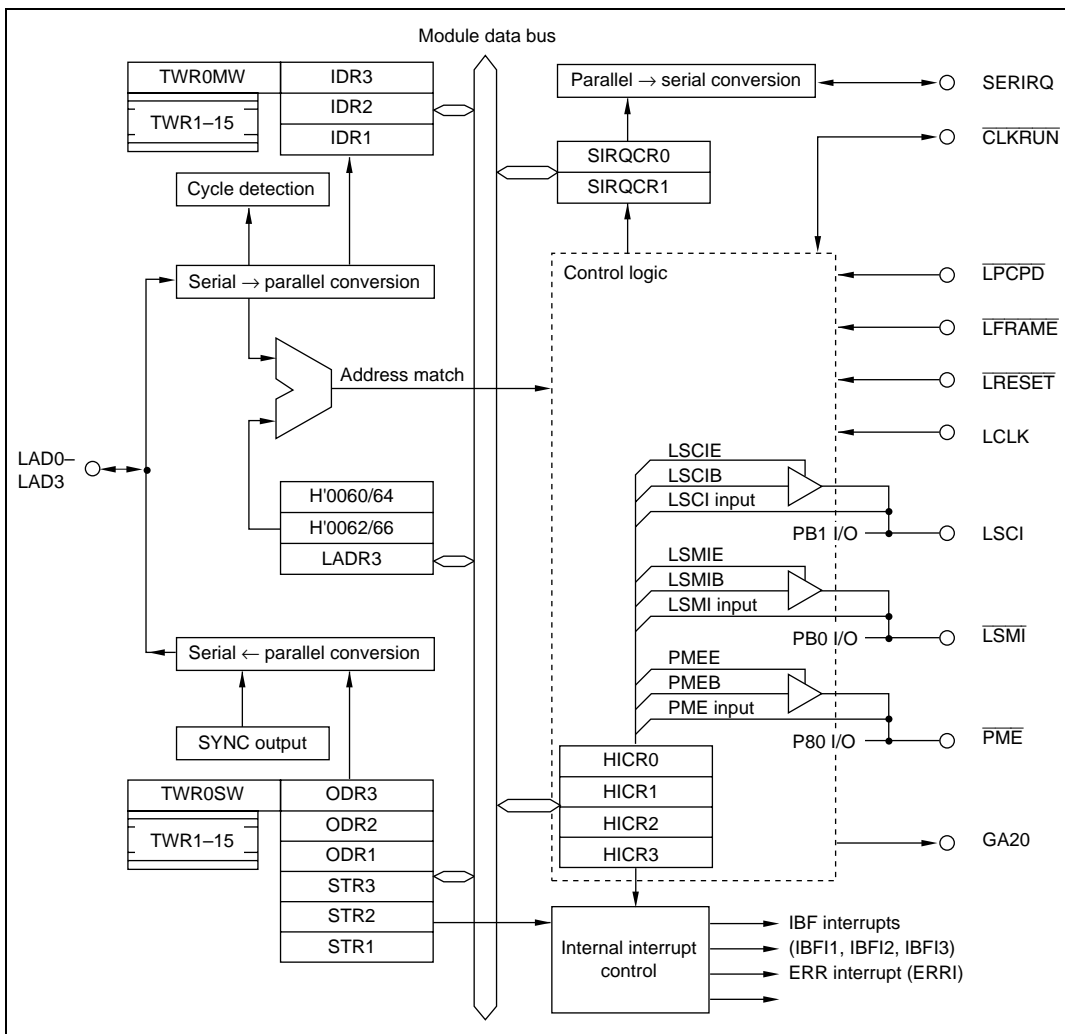 Module data bus
TWR0MW
IDR3
IDR2
IDR1
TWR1–15
Cycle detection
Serial → parallel conversion
Address match
LAD0–
LAD3
H'0060/64
H'0062/66
LADR3
Serial ← parallel conversion
SYNC output
TWR0SW
ODR3
ODR2
ODR1
STR3
STR2
STR1
TWR1–15
Parallel → serial conversion
SIRQCR0
SIRQCR1
Control logic
LSCIE
LSCIB
LSCI input
PB1 I/O
LSMIE
LSMIB
LSMI input
PB0 I/O
PMEE
PMEB
PME input
P80 I/O
HICR0
HICR1
HICR2
HICR3
Internal interrupt
control
IBF interrupts
(IBFI1, IBFI2, IBFI3)
ERR interrupt (ERRI)
SERIRQ
CLKRUN
LPCPD
LFRAME
LRESET
LCLK
LSCI
LSMI
PME
GA20